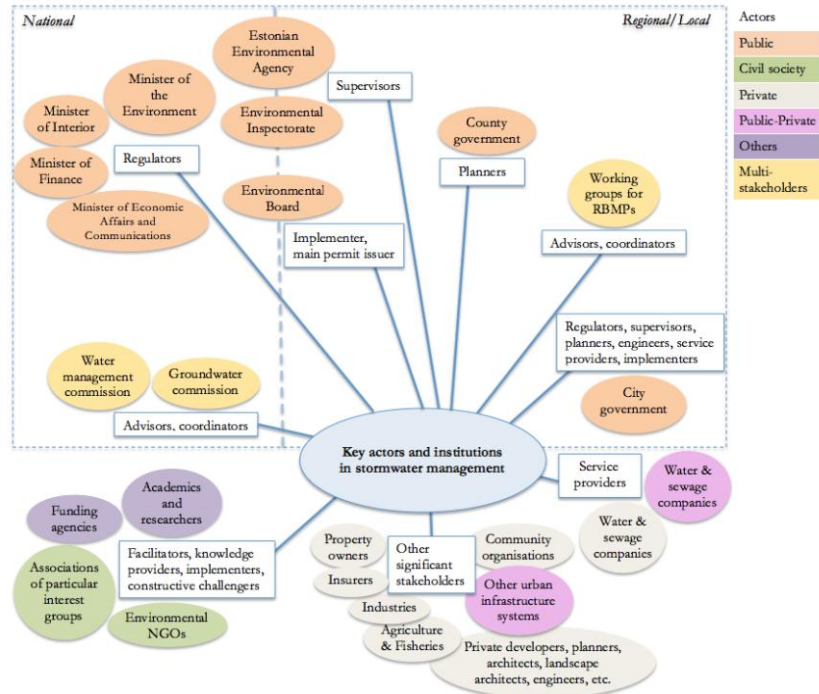 National
Regional/ Local
Estonian
Environmental
Agency
Minister of
the
Environment
Supervisors
Minister
of Interior
Environmental
Inspectorate
County
government
Minister of
Finance
Regulators
Planners
Minister of Economic
Affairs and
Communications
Environmental
Board
Working
groups for
RBMPs
Implementer,
main permit issuer
Advisors, coordinators
Regulators, supervisors,
planners, engineers, service
providers, implementers
Water
management
commission
Groundwater
commission
City
government
Advisors, coordinators
Key actors and institutions
in stormwater management
Service
providers
Water &
sewage
companies
Water &
sewage
companies
Academics
and
researchers
Funding
agencies
Facilitators, knowledge
providers, implementers,
constructive challengers
Associations
of particular
interest
groups
Environmental
NGOs
Property
owners
Other
significant
stakeholders
Community
organisations
Insurers
Other urban
infrastructure
systems
Industries
Agriculture
& Fisheries
Private developers, planners,
architects, landscape
architects, engineers, etc.
Actors
Public
Civil society
Private
Public-Private
Others
Multi-
stakeholders